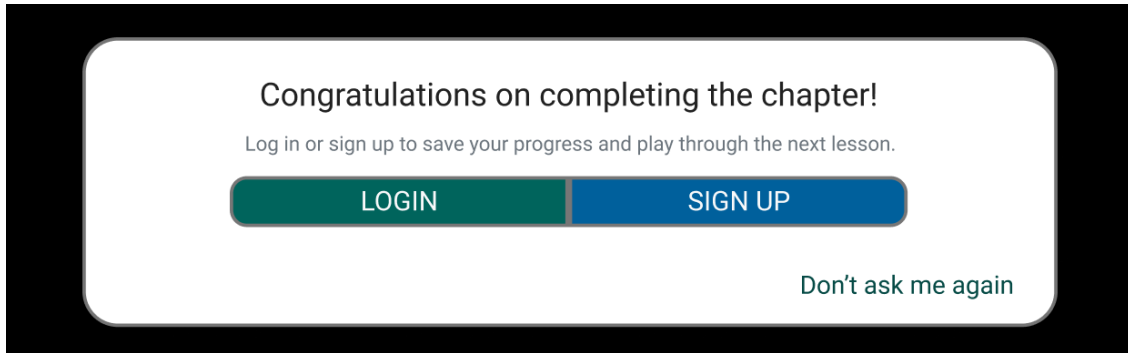 Congratulations on completing the chapter!
Log in or sign up to save your progress and play through the next lesson.
LOGIN
SIGN UP
Don’t ask me again